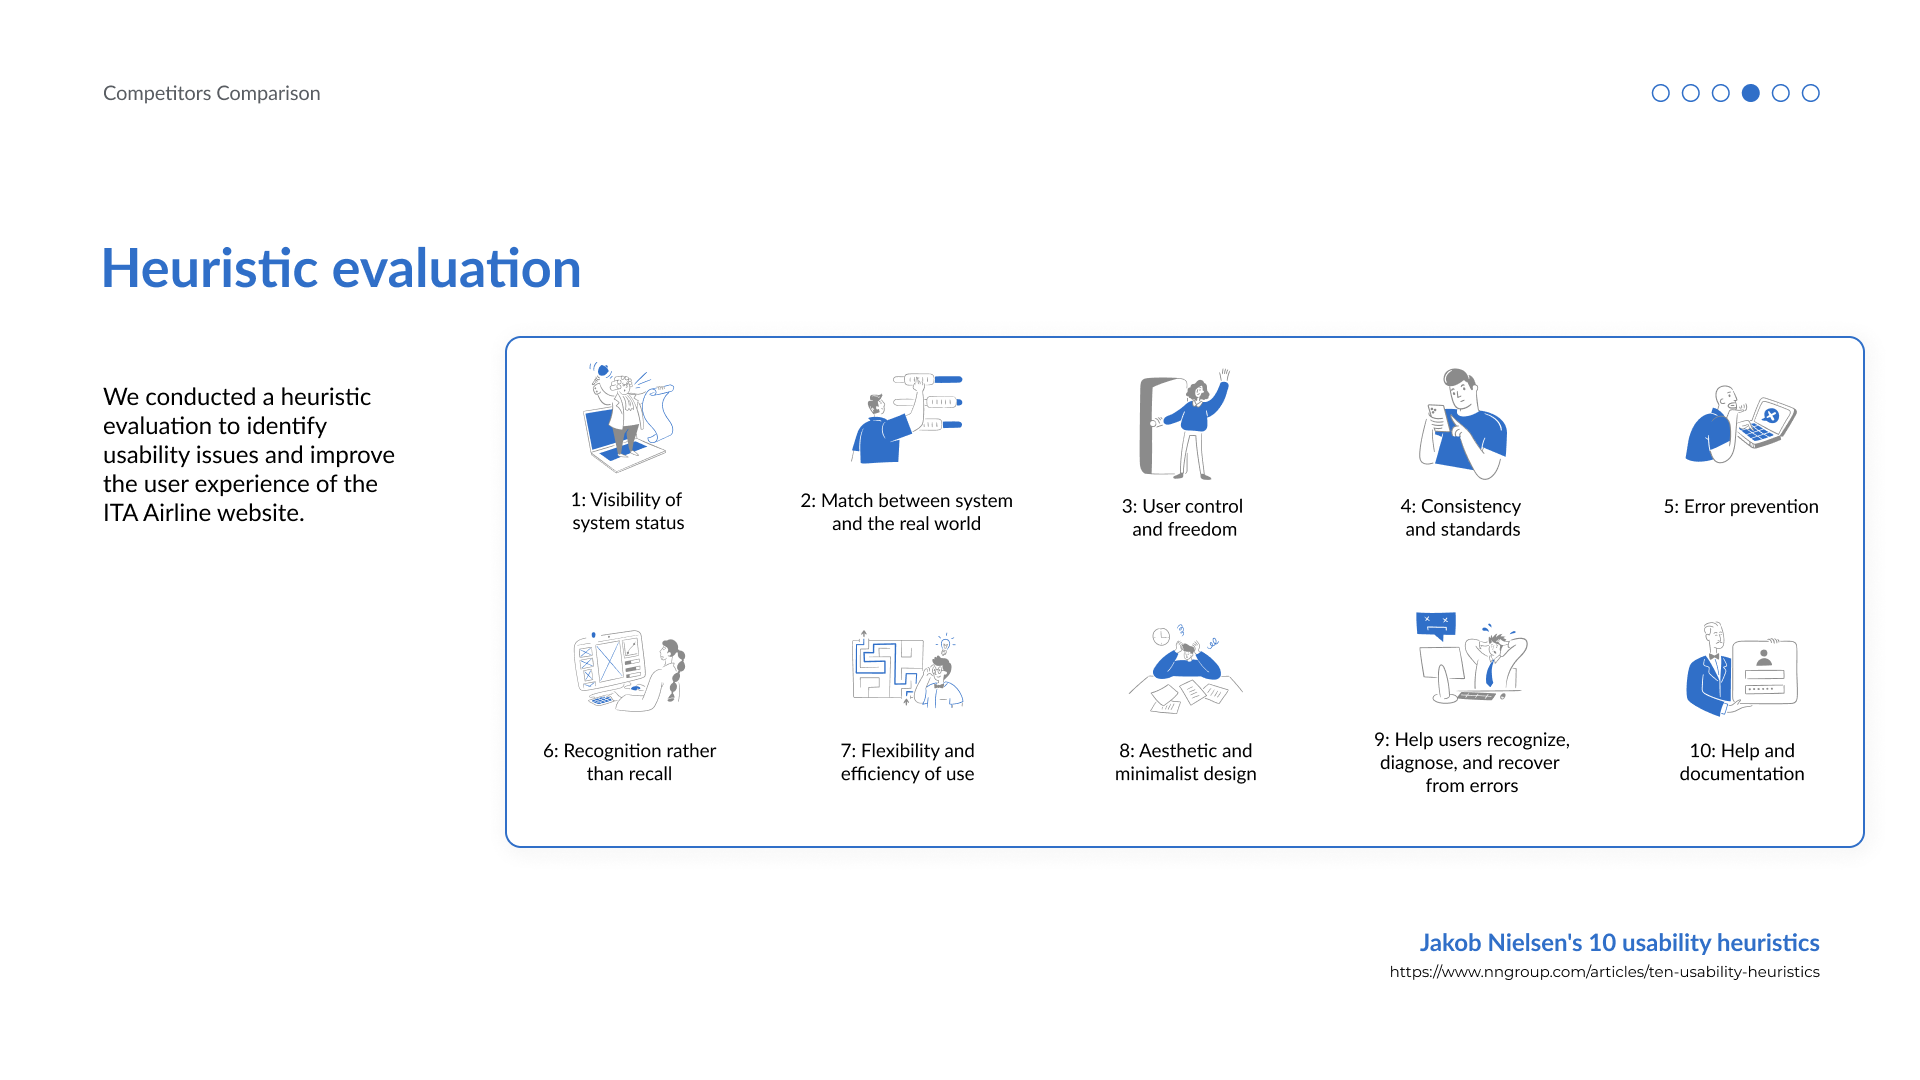 Competitors Comparison
Heuristic evaluation
We conducted a heuristic
evaluation to identify
usability issues and improve
the user experience of the
ITA Airline website.
1: Visibility of
system status
2: Match between system
and the real world
3: User control
and freedom
4: Consistency
and standards
5: Error prevention
6: Recognition rather
than recall
7: Flexibility and
efficiency of use
8: Aesthetic and
minimalist design
9: Help users recognize,
diagnose, and recover
from errors
10: Help and
documentation
Jakob Nielsen's 10 usability heuristics
https://www.nngroup.com/articles/ten-usability-heuristics